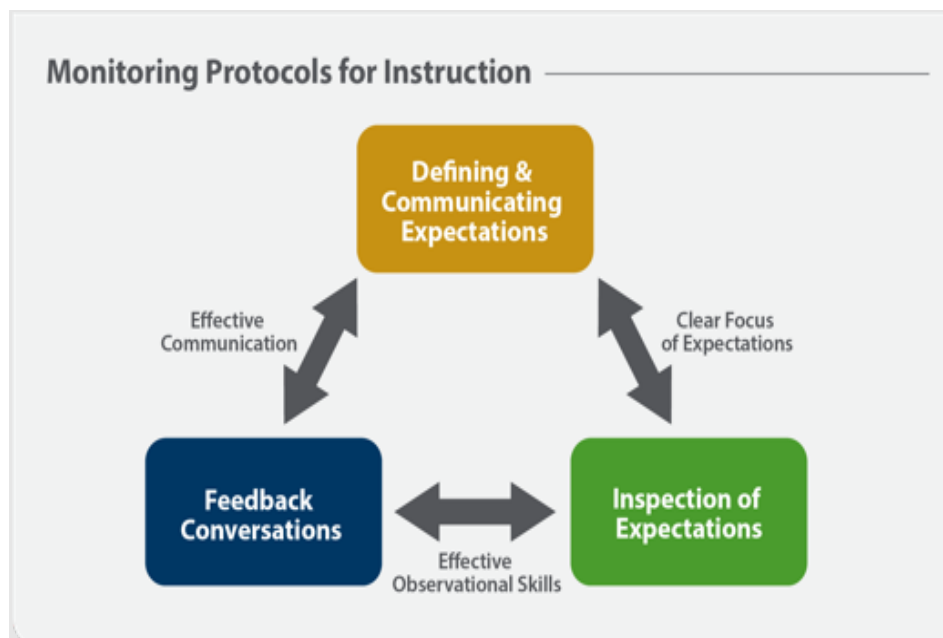 Monitoring Protocols for Instruction
Defining &
Communicating
Expectations
Effective
Communication
Clear Focus
of Expectations
Feedback
Conversations
Effective
Observational Skills
Inspection of
Expectations